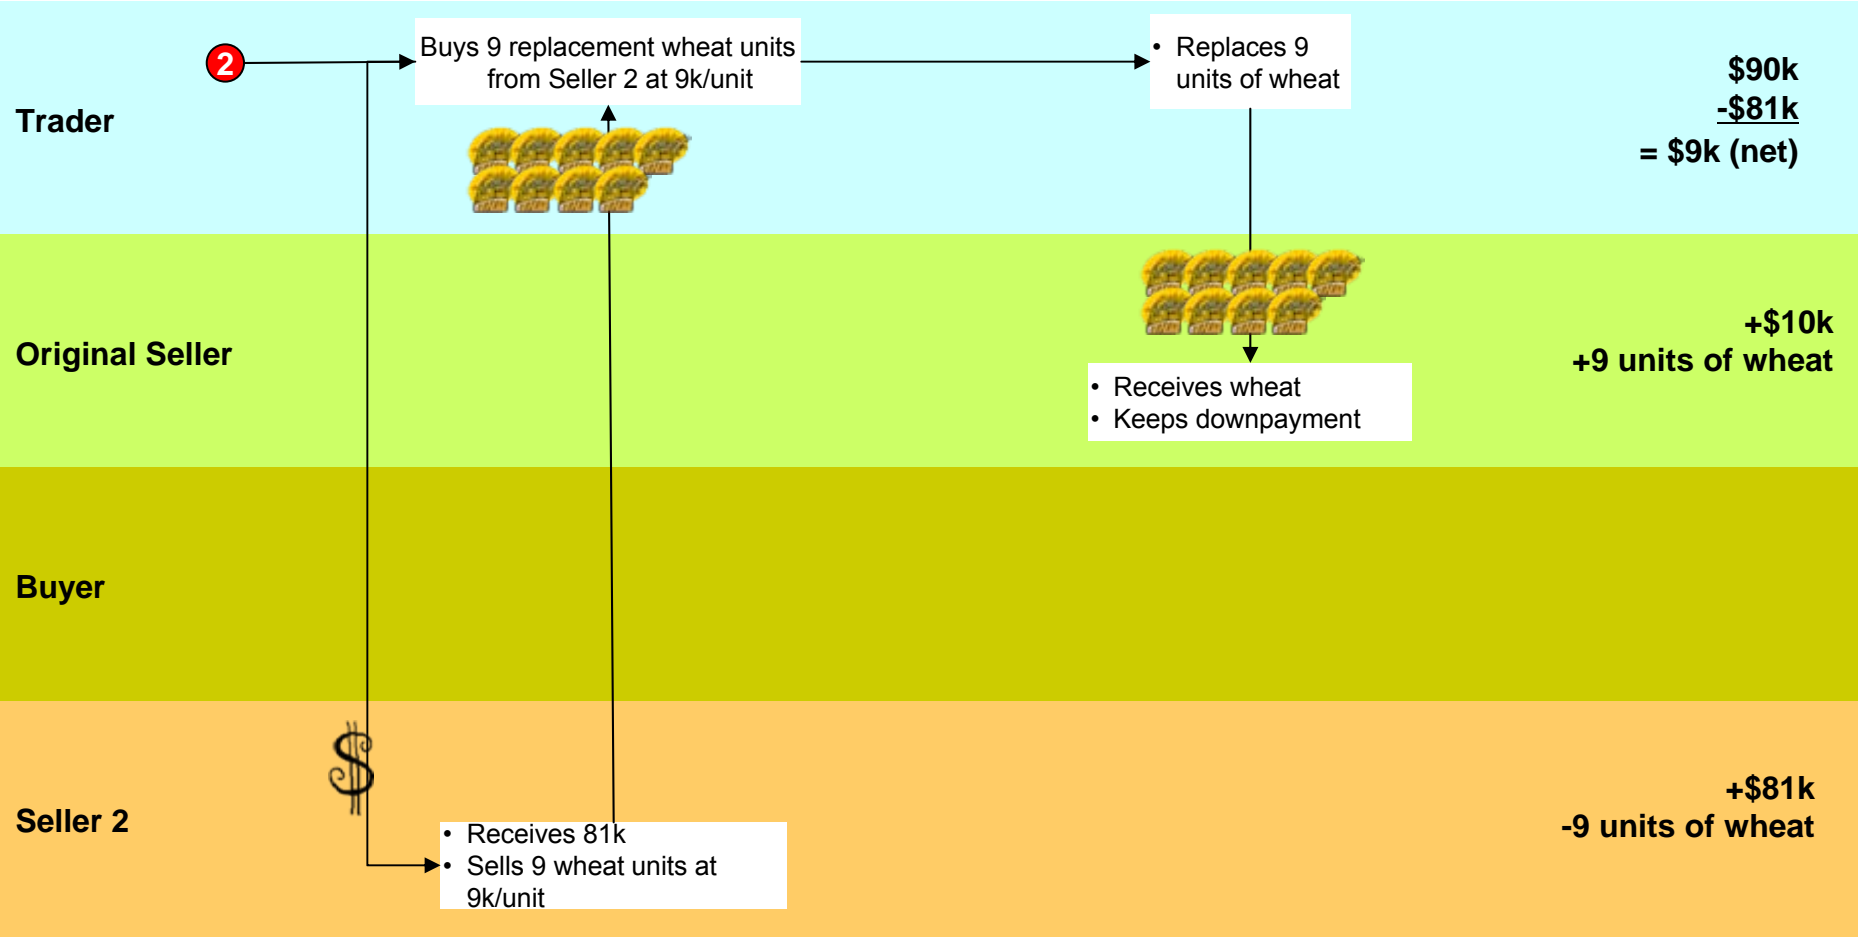 2
Buys 9 replacement wheat units
from Seller 2 at 9k/unit
• Replaces 9
units of wheat
$90k
-$81k
= $9k (net)
Trader
Original Seller
+$10k
+9 units of wheat
• Receives wheat
• Keeps downpayment
Buyer
$
Seller 2
• Receives 81k
• Sells 9 wheat units at
9k/unit
+$81k
-9 units of wheat